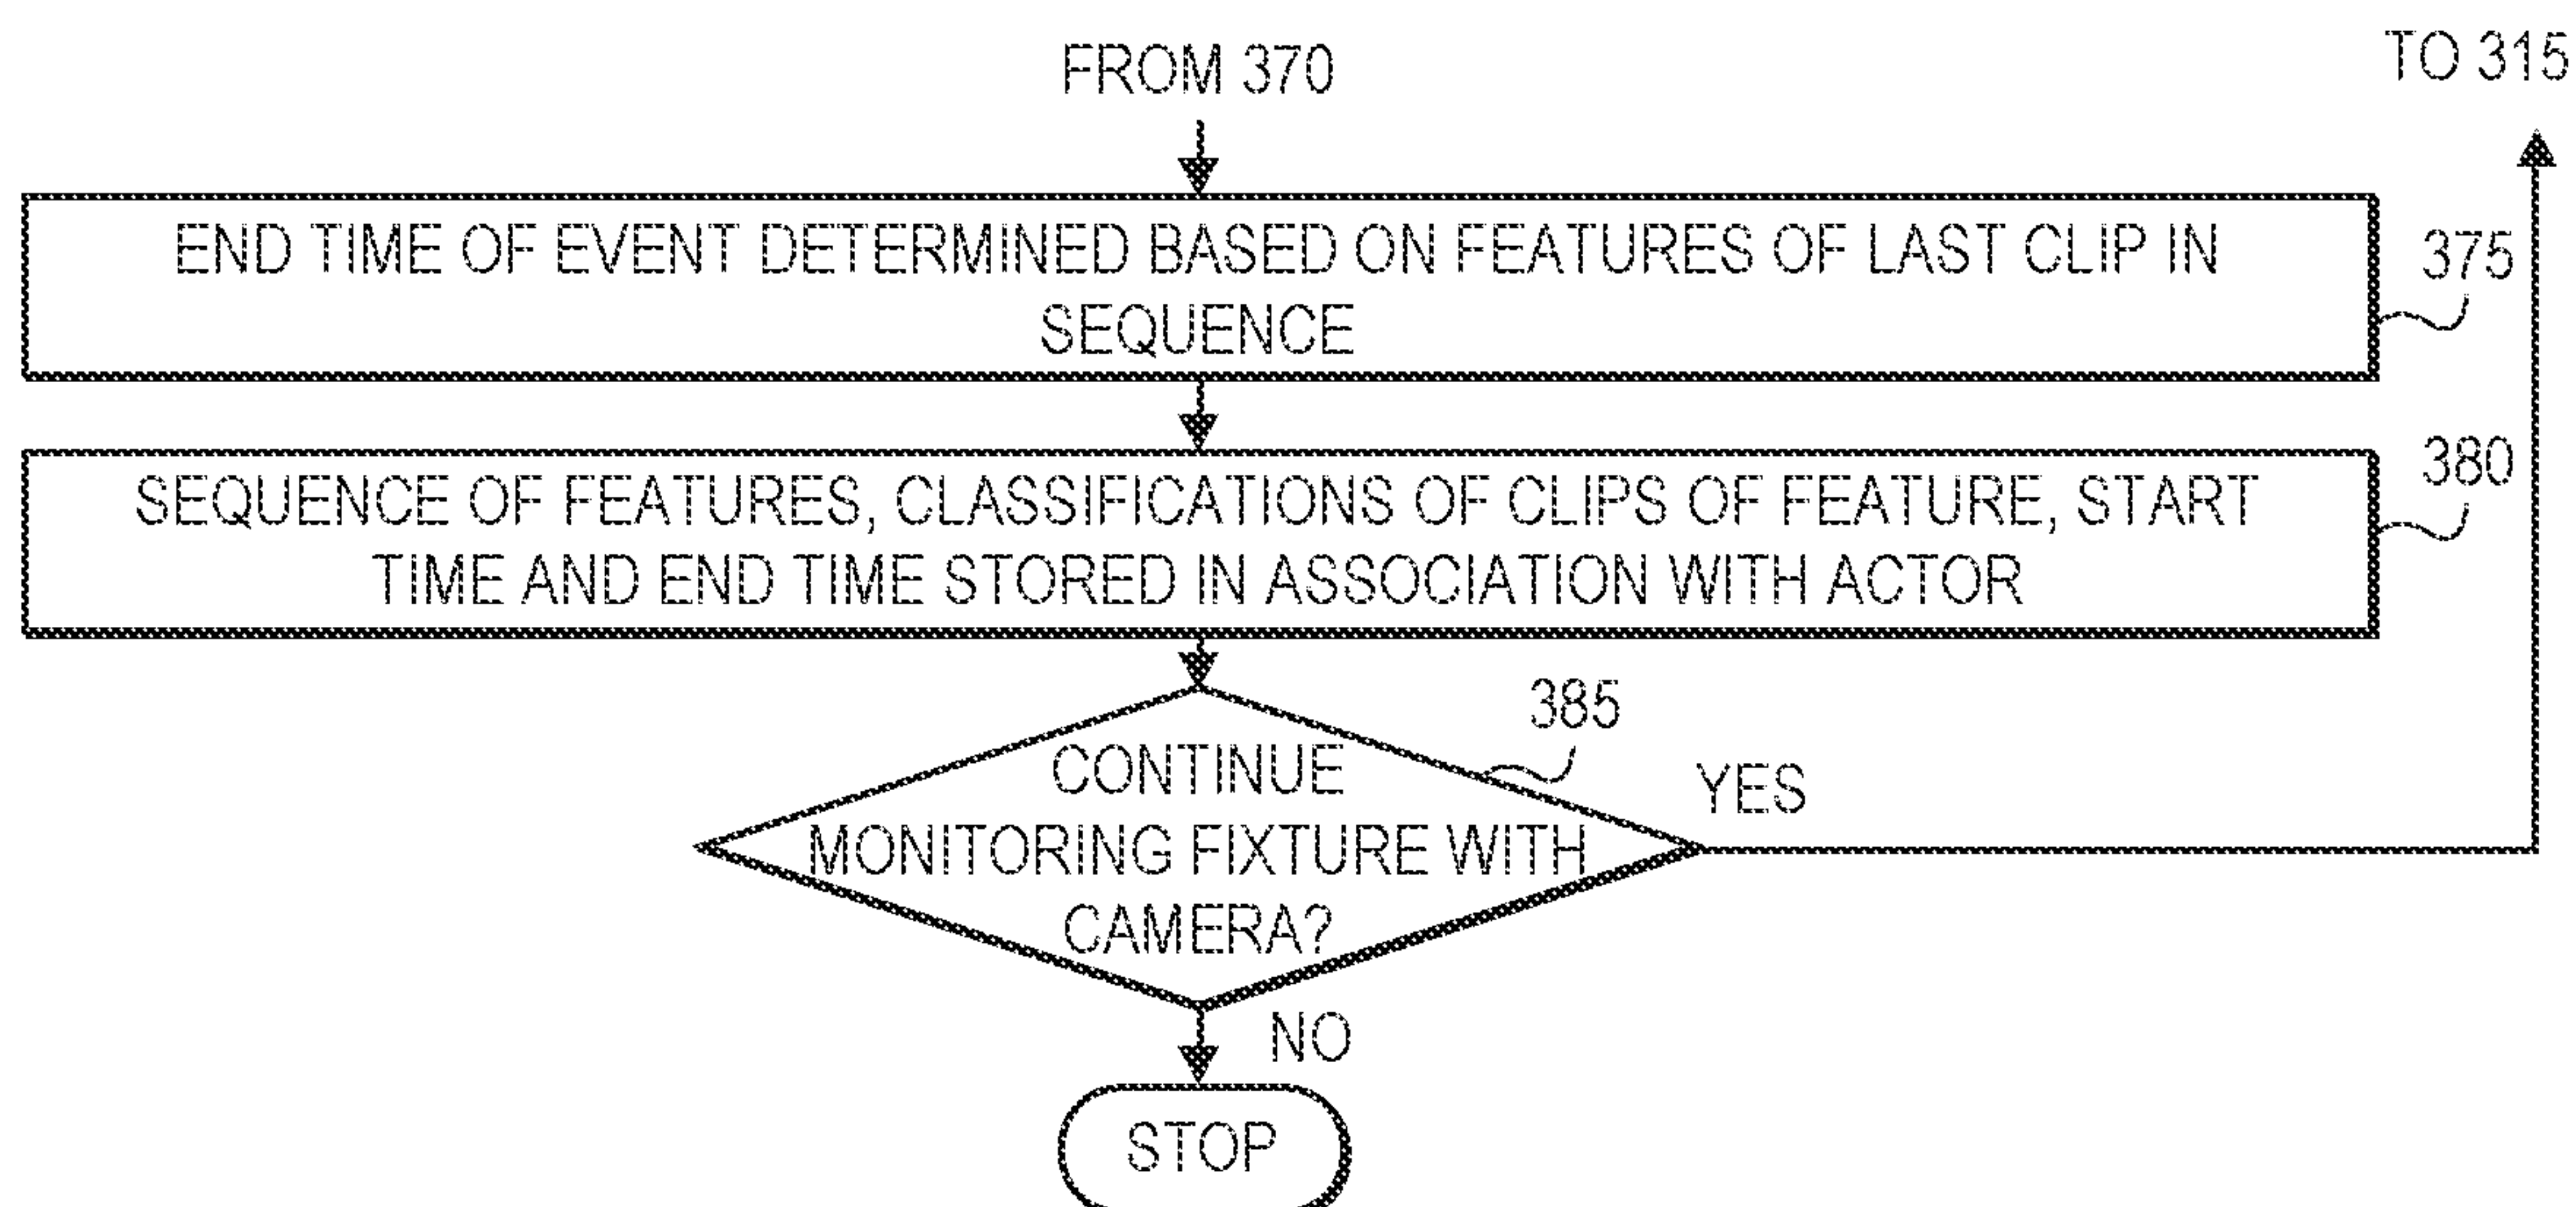 FROM 370
TO 315
END TIME OF EVENT DETERMINED BASED ON FEATURES OF LAST CLIP IN
SEQUENCE
375
SEQUENCE OF FEATURES, CLASSIFICATIONS OF CLIPS OF FEATURE, START
TIME AND END TIME STORED IN ASSOCIATION WITH ACTOR
380
385
CONTINUE
MONITORING FIXTURE WITH
CAMERA?
YES
NO
STOP